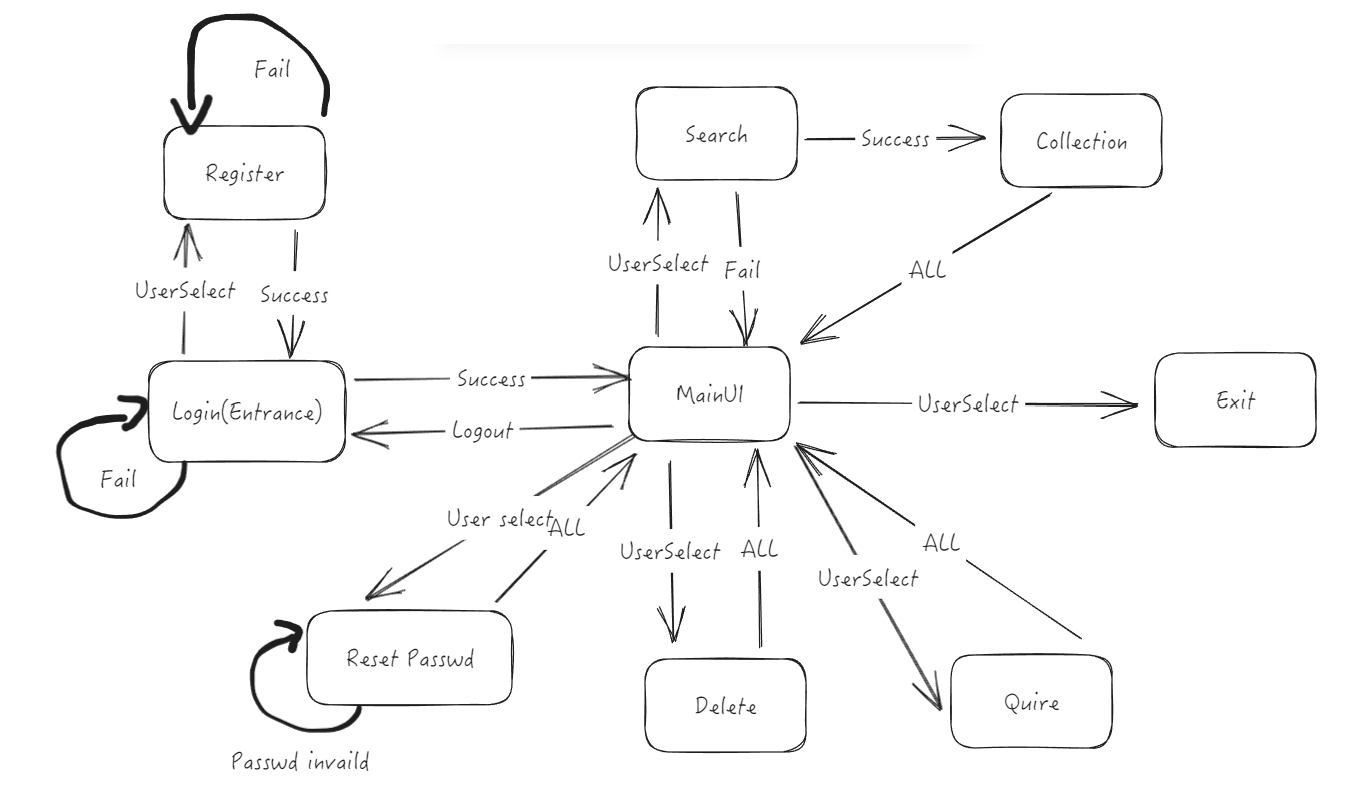 Fail
Search
Success
Collection
Register
UserSelect
Fail
ALL
UserSelect
Success
Success
MainUI
UserSelect
Exit
Login(Entrance)
Logout
Fail
User select
ALL
UserSelect
ALL
ALL
UserSelect
Reset Passwd
Delete
Quire
Passwd invaild